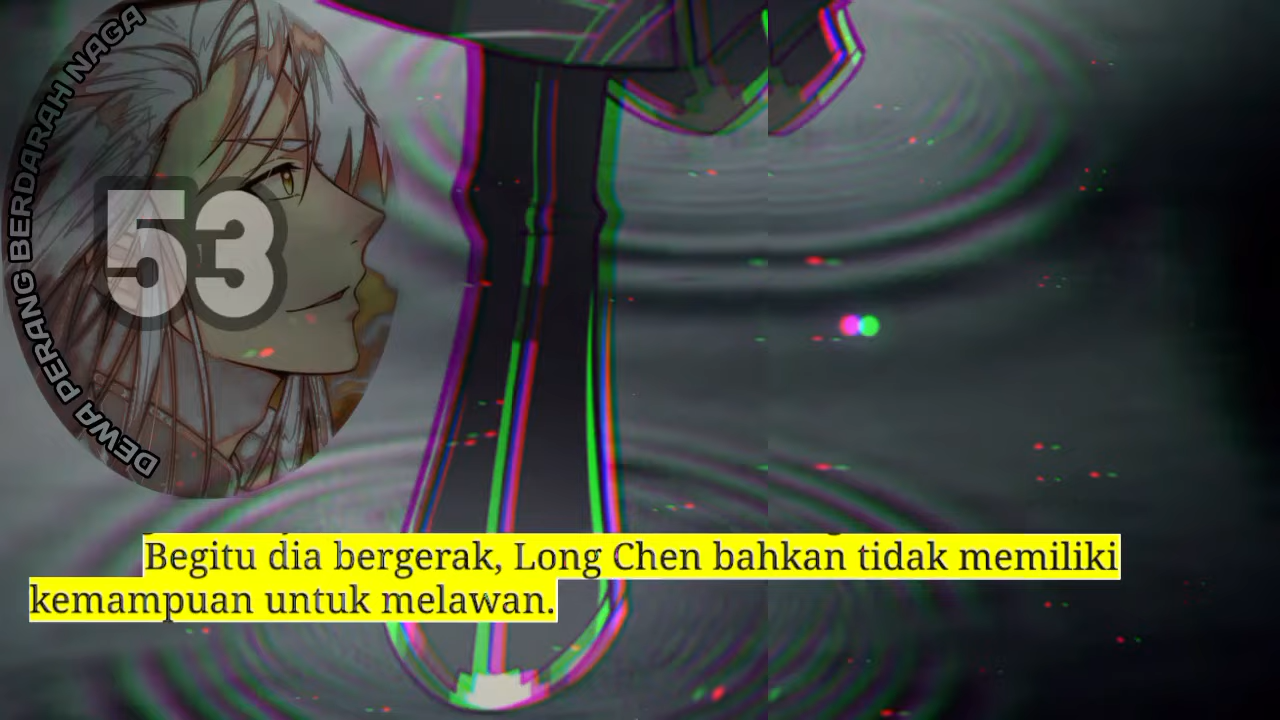 DEWA PERANG BERDARAH NAGA
53
Begitu dia bergerak, Long Chen bahkan tidak memiliki
kemampuan untuk melawan.